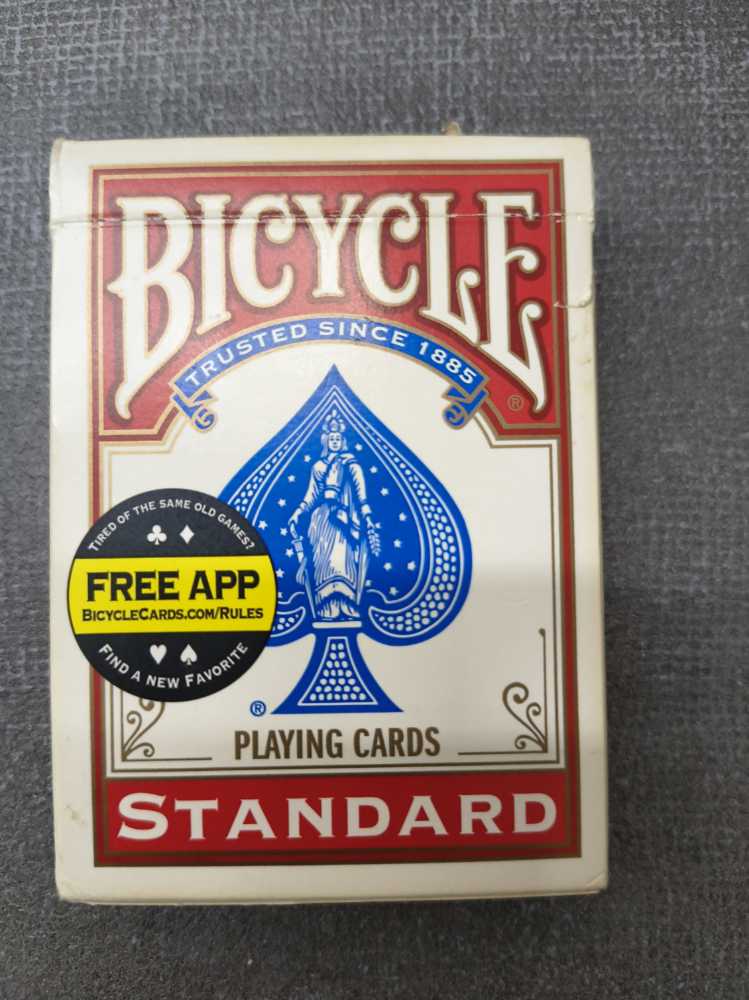 BICYCLE
TRUSTED SINCE 1885
®
TIRED OF THE SAME OLD GAMES?
FREE APP
BICYCLECARDS.COM/RULES
FIND A NEW FAVORITE
®
PLAYING CARDS
STANDARD